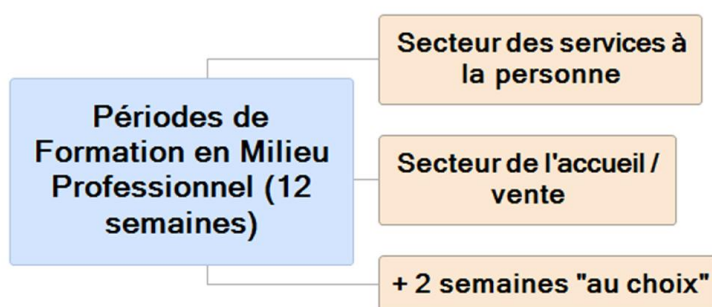 Périodes de
Formation en Milieu
Professionnel (12
semaines)
Secteur des services à
la personne
Secteur de l'accueil /
vente
+ 2 semaines "au choix"